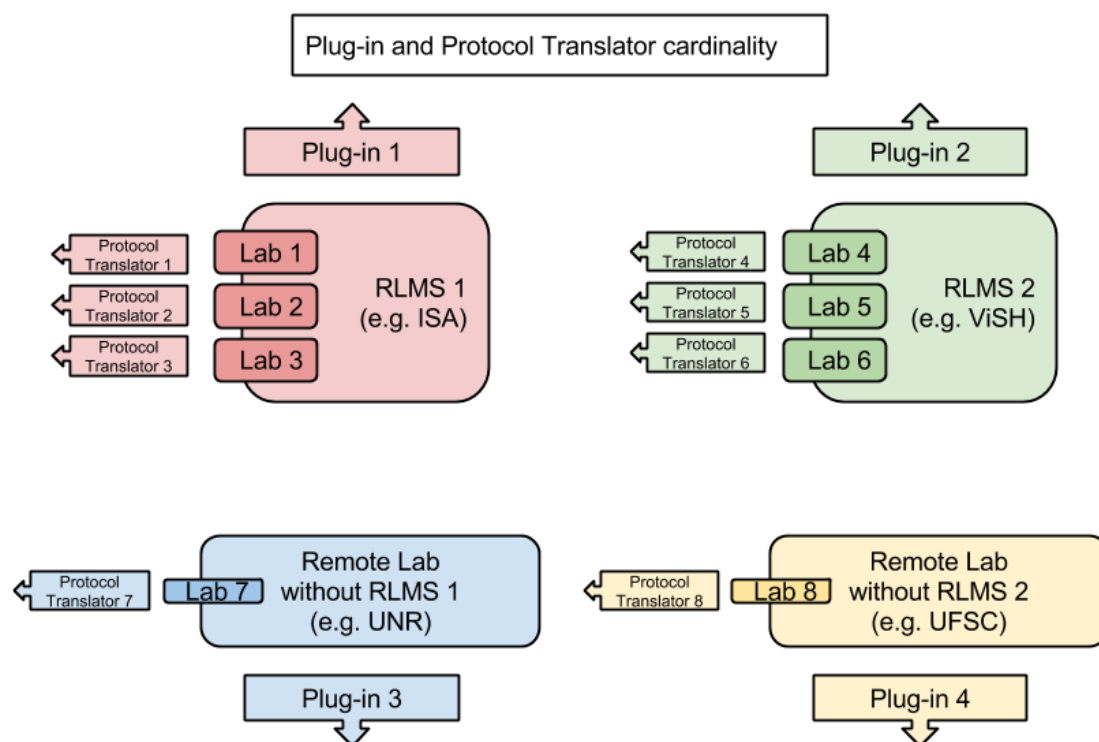 Plug-in and Protocol Translator cardinality
Plug-in 1
Plug-in 2
Protocol
Translator 1
Lab 1
Protocol
Translator 2
Lab 2
Protocol
Translator 3
Lab 3
RLMS 1
(e.g. ISA)
Protocol
Translator 4
Lab 4
Protocol
Translator 5
Lab 5
Protocol
Translator 6
Lab 6
RLMS 2
(e.g. ViSH)
Protocol
Translator 7
Lab 7
Remote Lab
without RLMS 1
(e.g. UNR)
Protocol
Translator 8
Lab 8
Remote Lab
without RLMS 2
(e.g. UFSC)
Plug-in 3
Plug-in 4